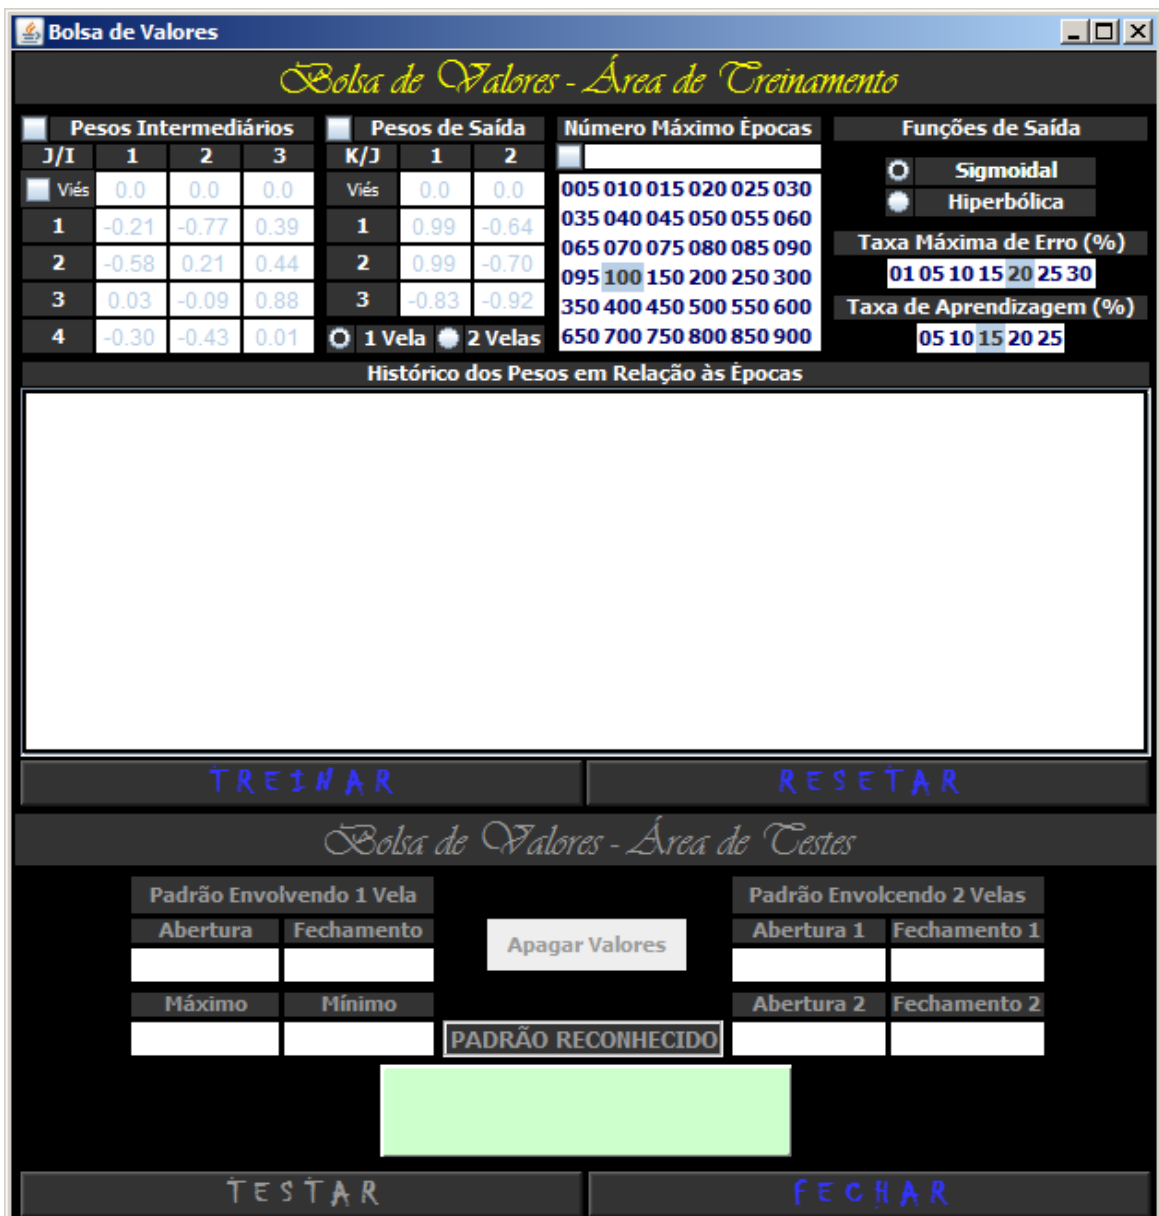 Bolsa de Valores
Bolsa de Valores - Área de Treinamento
Pesos Intermediários
J/I 1 2 3
Viés 0.0 0.0 0.0
1 -0.21 -0.77 0.39
2 -0.58 0.21 0.44
3 0.03 -0.09 0.88
4 -0.30 -0.43 0.01
Pesos de Saída
K/J 1 2
Viés 0.0 0.0
1 0.99 -0.64
2 0.99 -0.70
3 -0.83 -0.92
1 Vela 2 Velas
Número Máximo Épocas
005 010 015 020 025 030
035 040 045 050 055 060
065 070 075 080 085 090
095 100 150 200 250 300
350 400 450 500 550 600
650 700 750 800 850 900
Funções de Saída
Sigmoidal
Hiperbólica
Taxa Máxima de Erro (%)
01 05 10 15 20 25 30
Taxa de Aprendizagem (%)
05 10 15 20 25
Histórico dos Pesos em Relação às Épocas
TREINAR RESETAR
Bolsa de Valores - Área de Testes
Padrão Envolvendo 1 Vela
Abertura Fechamento
Máximo Mínimo
Apagar Valores
PADRÃO RECONHECIDO
Padrão Envolcendo 2 Velas
Abertura 1 Fechamento 1
Abertura 2 Fechamento 2
TESTAR FECHAR